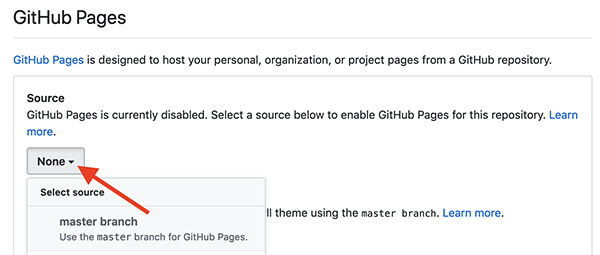 GitHub Pages
GitHub Pages is designed to host your personal, organization, or project pages from a GitHub repository.
Source
GitHub Pages is currently disabled. Select a source below to enable GitHub Pages for this repository. Learn
more.
None
Select source
master branch
theme using the master branch. Learn more.
Use the master branch for GitHub Pages.